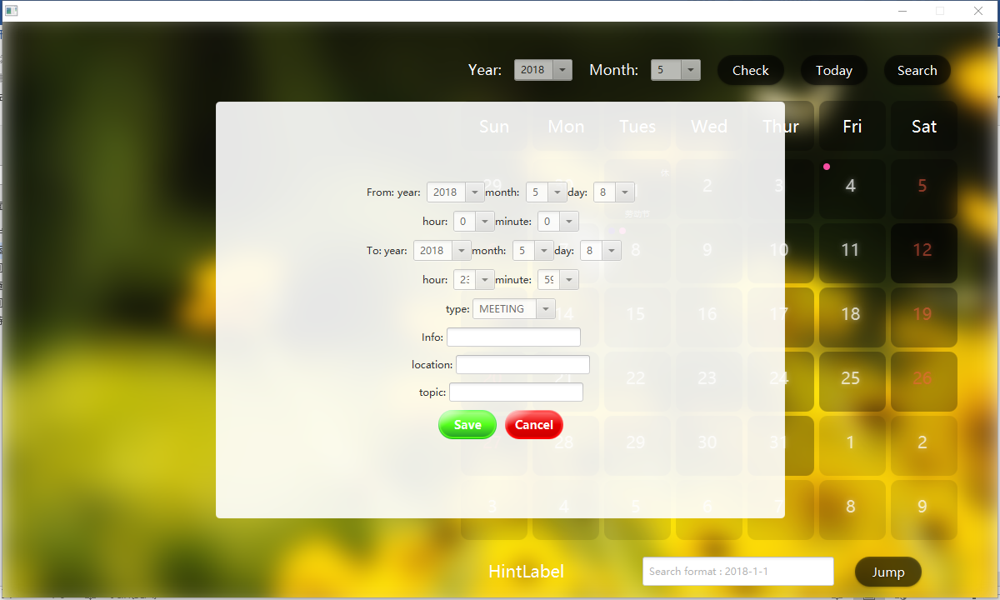 Year: 2018 Month: 5 Check Today Search
Sun Mon Tues Wed Thur Fri Sat
29 2 3 4 5
From: year: 2018 month: 5 day: 8
hour: 0 minute: 0
8 9 10 11 12
To: year: 2018 month: 5 day: 8
hour: 23 minute: 59
type: MEETING
14 15 16 17 18 19
Info:
location:
21 22 23 24 25 26
topic:
Save Cancel
28 29 30 31 1 2
3 4 5 6 7 8 9
HintLabel Search format : 2018-1-1 Jump